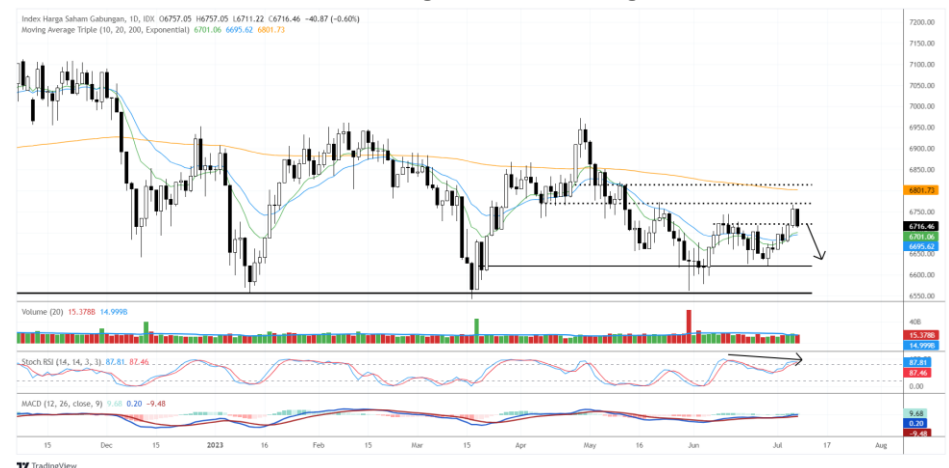 Index Harga Saham Gabungan, 1D, IDX O6757.05 H6757.05 L6711.22 C6716.46 -40.87 (-0.60%)
Moving Average Triple (10, 20, 200, Exponential) 6701.06 6695.62 6801.73
7200.00
7150.00
7100.00
7050.00
7000.00
6950.00
6900.00
6850.00
6801.73
6750.00
6716.46
6701.06
6695.62
6650.00
6600.00
6550.00
Volume (20) 15.378B 14.999B
40B
15.378B
14.999B
Stoch RSI (14, 14, 3, 3) 87.81 87.46
87.81
87.46
0.00
MACD (12, 26, close, 9) 9.68 0.20 -9.48
9.68
0.20
-9.48
15 Dec 15 2023 16 Feb 15 Mar 15 Apr May 16 Jun 14 Jul 17 Aug
TradingView